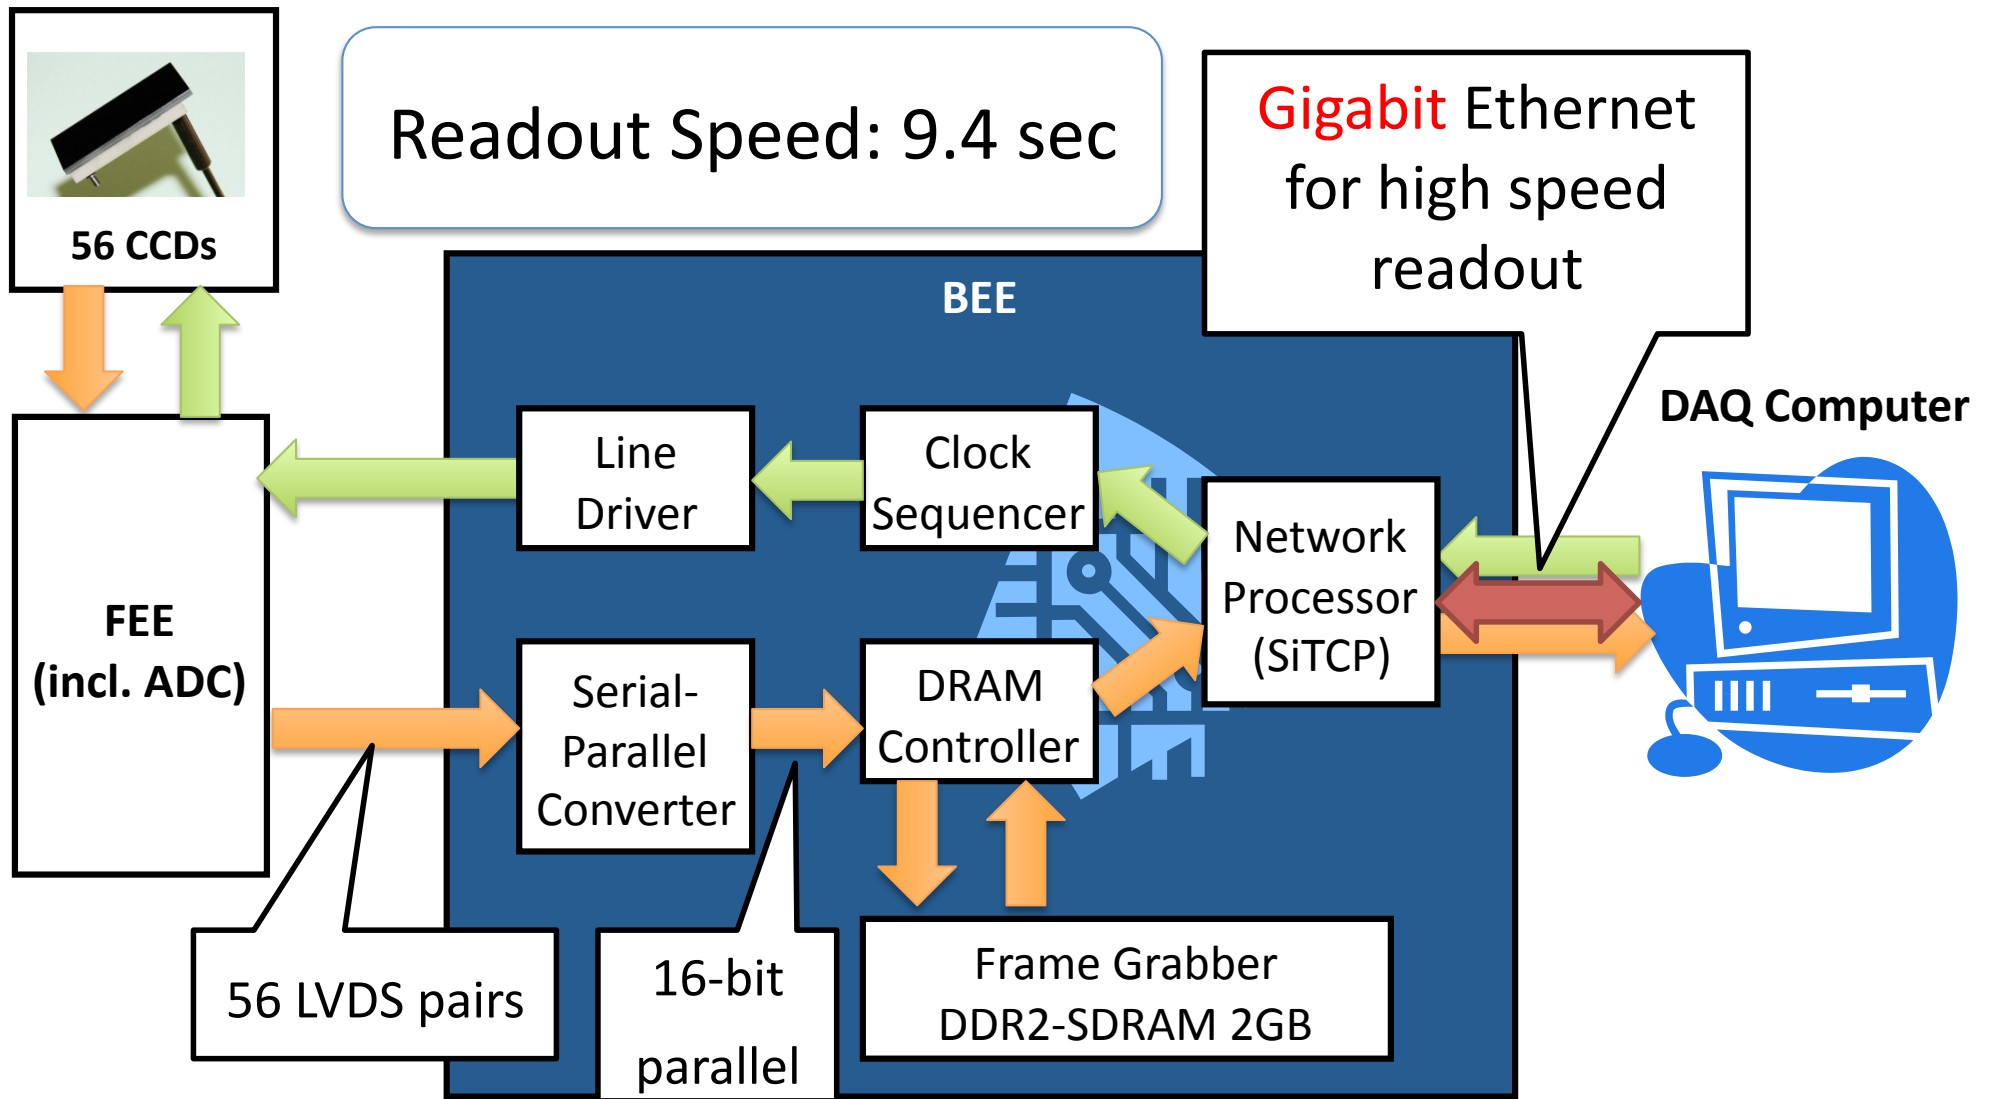 Readout Speed: 9.4 sec
Gigabit Ethernet
for high speed
readout
56 CCDs
BEE
DAQ Computer
Line
Driver
Clock
Sequencer
Network
Processor
(SiTCP)
FEE
(incl. ADC)
Serial-
Parallel
Converter
DRAM
Controller
56 LVDS pairs
16-bit
parallel
Frame Grabber
DDR2-SDRAM 2GB